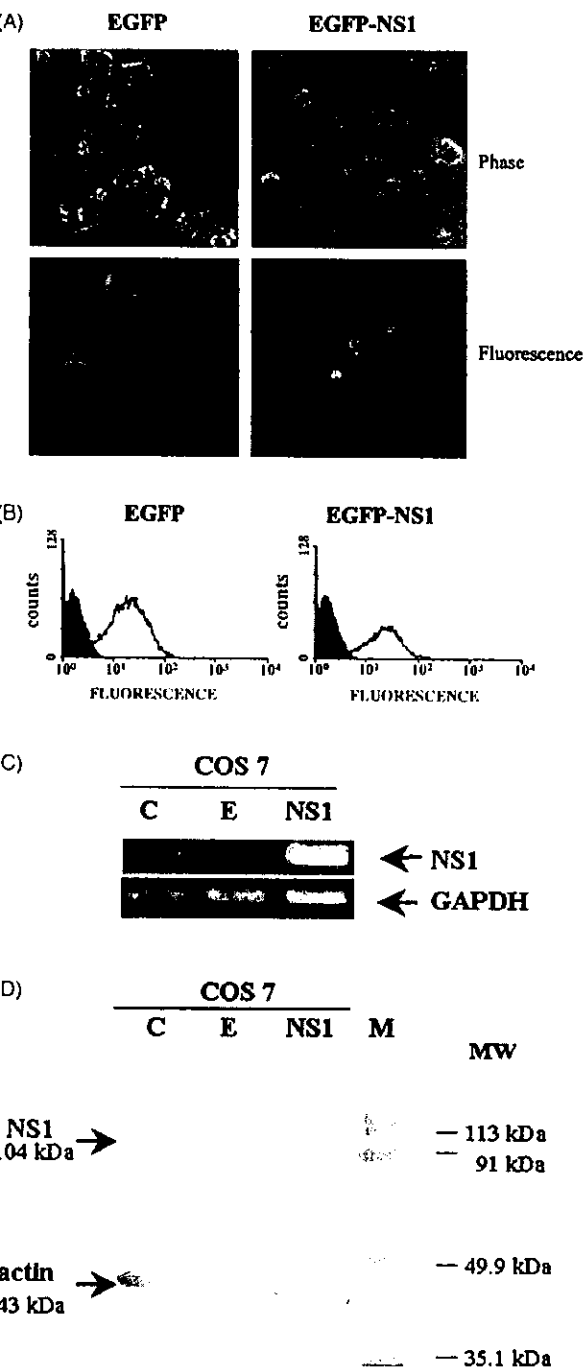 (A) EGFP EGFP-NS1
Phase
Fluorescence
(B) EGFP EGFP-NS1
128 128
counts counts
0 0
10⁰ 10¹ 10² 10³ 10⁴ 10⁰ 10¹ 10² 10³ 10⁴
FLUORESCENCE FLUORESCENCE
C)
COS 7
C E NS1
NS1
GAPDH
D)
COS 7
C E NS1 M
MW
NS1
.04 kDa
113 kDa
91 kDa
actin
43 kDa
49.9 kDa
35.1 kDa